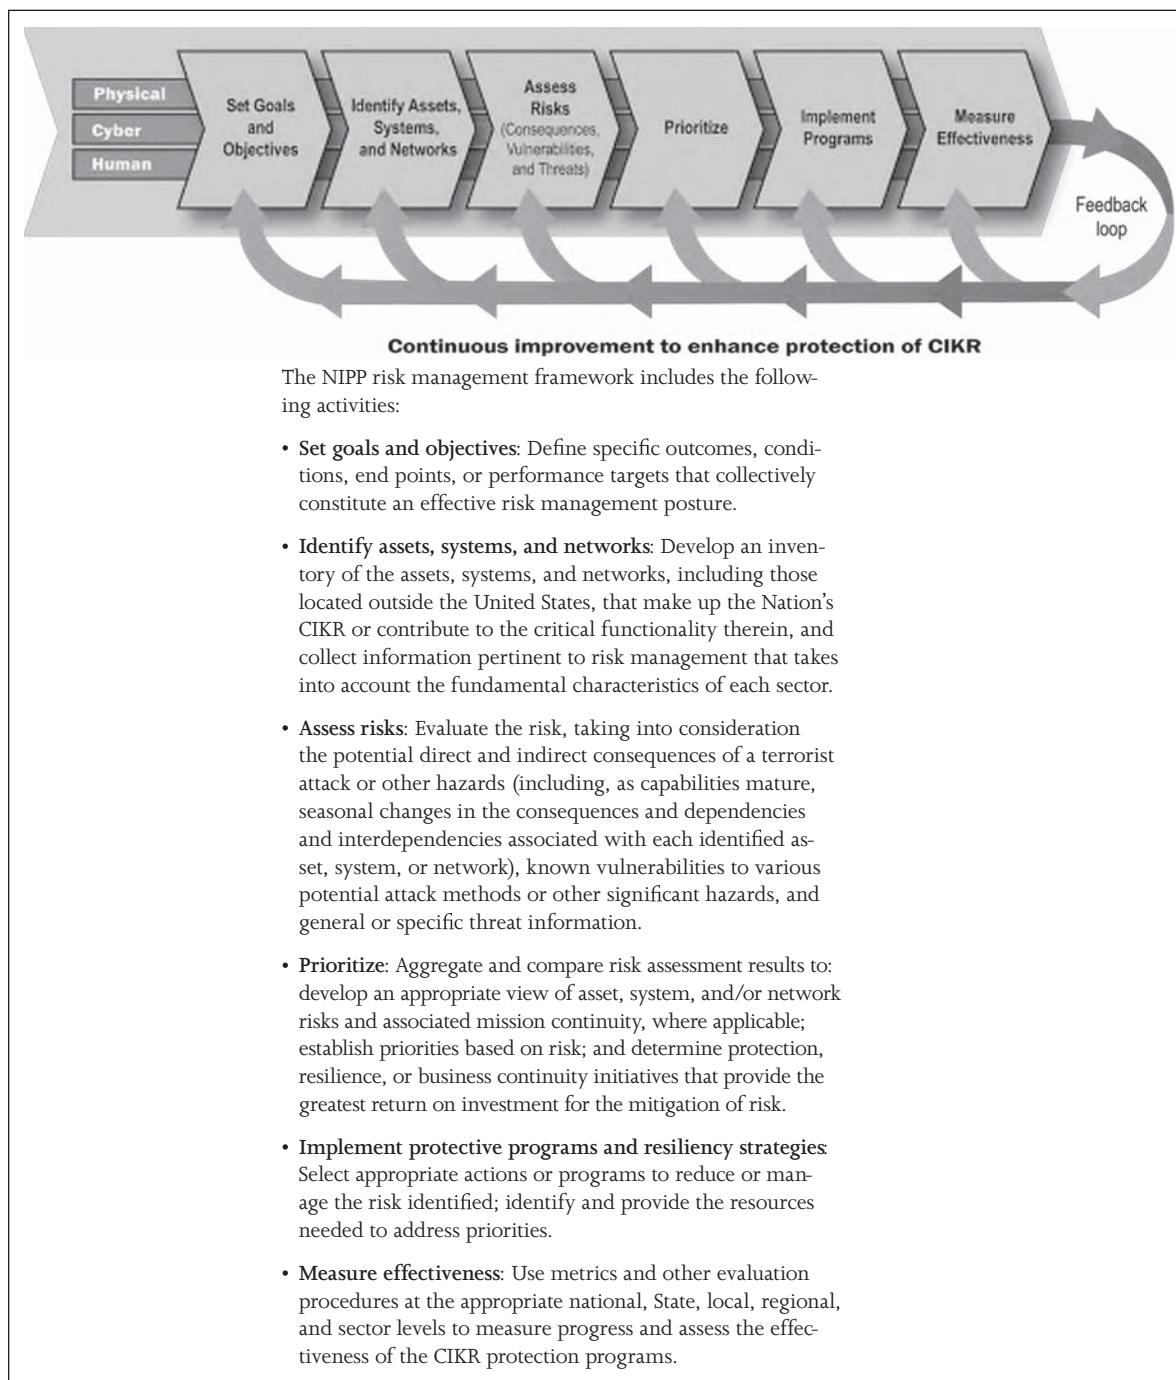 Physical
Cyber
Human
Set Goals
and
Objectives
Identify Assets,
Systems,
and Networks
Assess
Risks
(Consequences,
Vulnerabilities,
and Threats)
Prioritize
Implement
Programs
Measure
Effectiveness
Feedback
loop
Continuous improvement to enhance protection of CIKR
The NIPP risk management framework includes the follow-
ing activities:
• Set goals and objectives: Define specific outcomes, condi-
tions, end points, or performance targets that collectively
constitute an effective risk management posture.
• Identify assets, systems, and networks: Develop an inven-
tory of the assets, systems, and networks, including those
located outside the United States, that make up the Nation’s
CIKR or contribute to the critical functionality therein, and
collect information pertinent to risk management that takes
into account the fundamental characteristics of each sector.
• Assess risks: Evaluate the risk, taking into consideration
the potential direct and indirect consequences of a terrorist
attack or other hazards (including, as capabilities mature,
seasonal changes in the consequences and dependencies
and interdependencies associated with each identified as-
set, system, or network), known vulnerabilities to various
potential attack methods or other significant hazards, and
general or specific threat information.
• Prioritize: Aggregate and compare risk assessment results to:
develop an appropriate view of asset, system, and/or network
risks and associated mission continuity, where applicable;
establish priorities based on risk; and determine protection,
resilience, or business continuity initiatives that provide the
greatest return on investment for the mitigation of risk.
• Implement protective programs and resiliency strategies:
Select appropriate actions or programs to reduce or man-
age the risk identified; identify and provide the resources
needed to address priorities.
• Measure effectiveness: Use metrics and other evaluation
procedures at the appropriate national, State, local, regional,
and sector levels to measure progress and assess the effec-
tiveness of the CIKR protection programs.